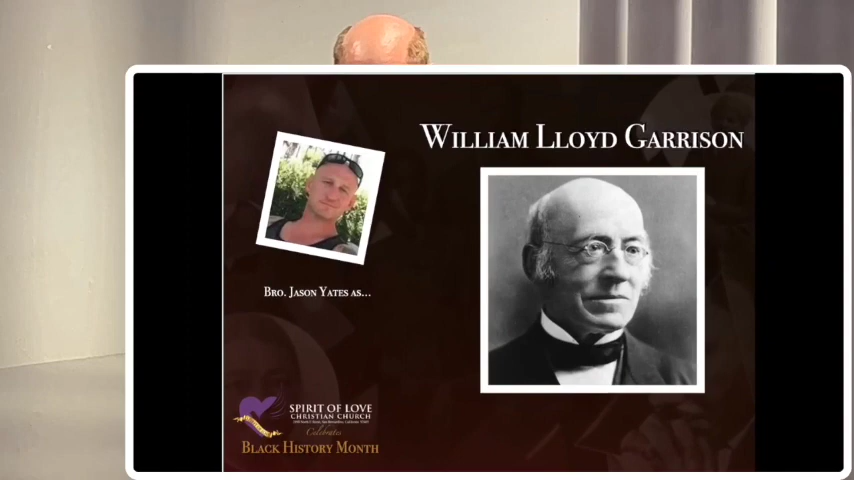 WILLIAM LLOYD GARRISON
BRO. JASON YATES AS...
SPIRIT OF LOVE
CHRISTIAN CHURCH
Celebrates
BLACK HISTORY MONTH